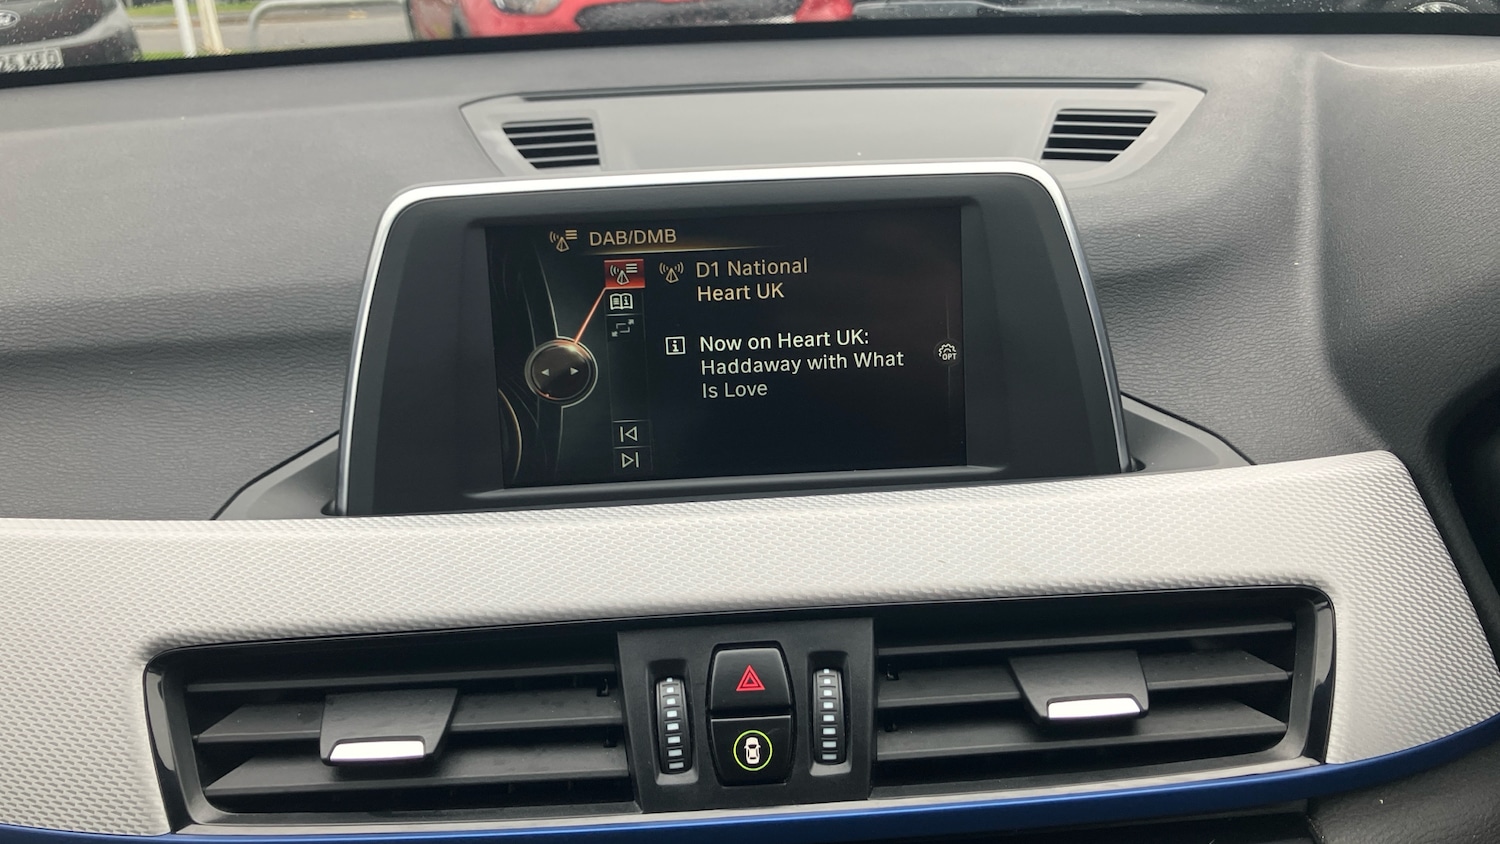 DAB/DMB
D1 National
Heart UK
Now on Heart UK:
Haddaway with What
Is Love
OPT